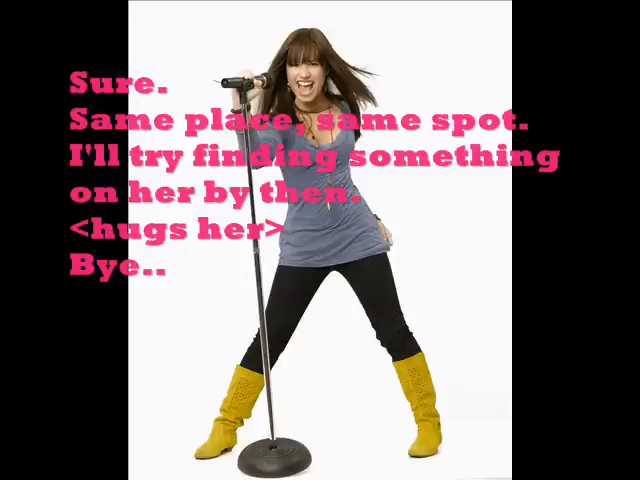 Sure.
Same place, same spot.
I'll try finding something
on her by then.
<hugs her>
Bye..